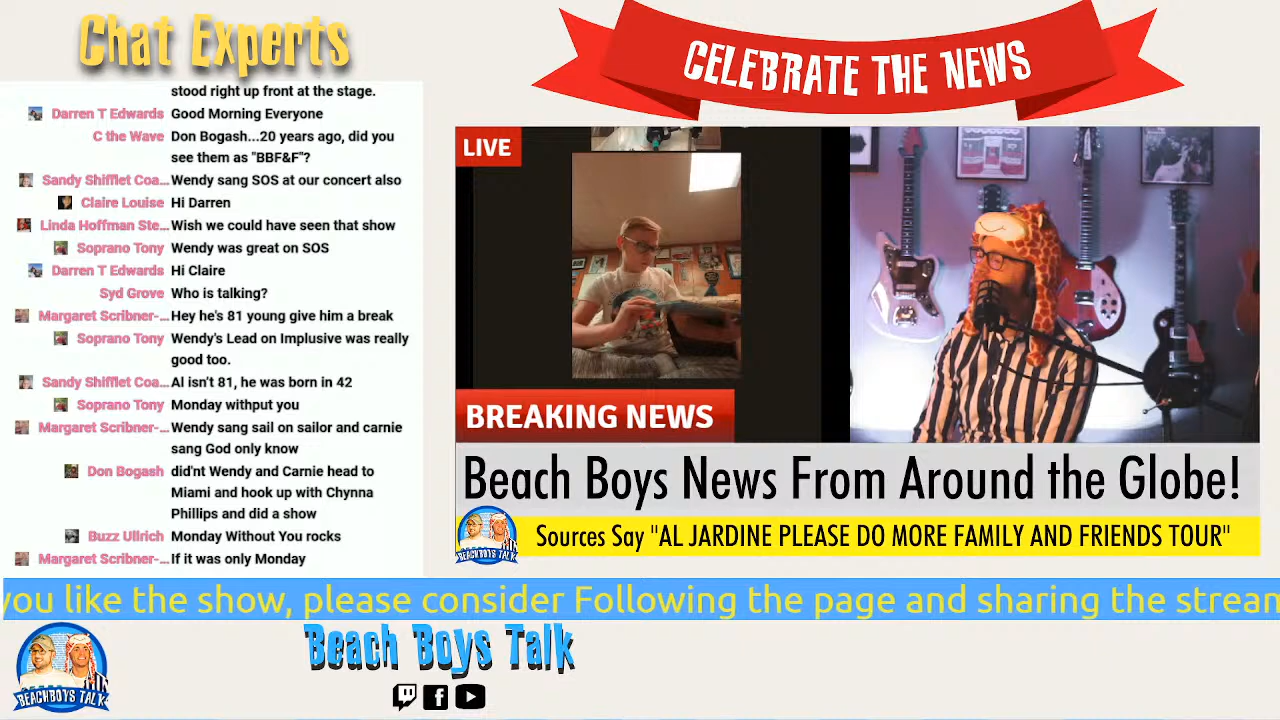 Chat Experts
stood right up front at the stage.
Darren T Edwards Good Morning Everyone
C the Wave Don Bogash...20 years ago, did you
see them as "BBF&F"?
Sandy Shifflet Coa... Wendy sang SOS at our concert also
Claire Louise Hi Darren
Linda Hoffman Ste... Wish we could have seen that show
Soprano Tony Wendy was great on SOS
Darren T Edwards Hi Claire
Syd Grove Who is talking?
Margaret Scribner-... Hey he's 81 young give him a break
Soprano Tony Wendy's Lead on Implusive was really
good too.
Sandy Shifflet Coa... Al isn't 81, he was born in 42
Soprano Tony Monday withput you
Margaret Scribner-... Wendy sang sail on sailor and carnie
sang God only know
Don Bogash did'nt Wendy and Carnie head to
Miami and hook up with Chynna
Phillips and did a show
Buzz Ullrich Monday Without You rocks
Margaret Scribner-... If it was only Monday
CELEBRATE THE NEWS
LIVE
BREAKING NEWS
Beach Boys News From Around the Globe!
BEACHBOYS TALK
Sources Say "AL JARDINE PLEASE DO MORE FAMILY AND FRIENDS TOUR"
you like the show, please consider Following the page and sharing the stream
BEACHBOYS TALK
Beach Boys Talk